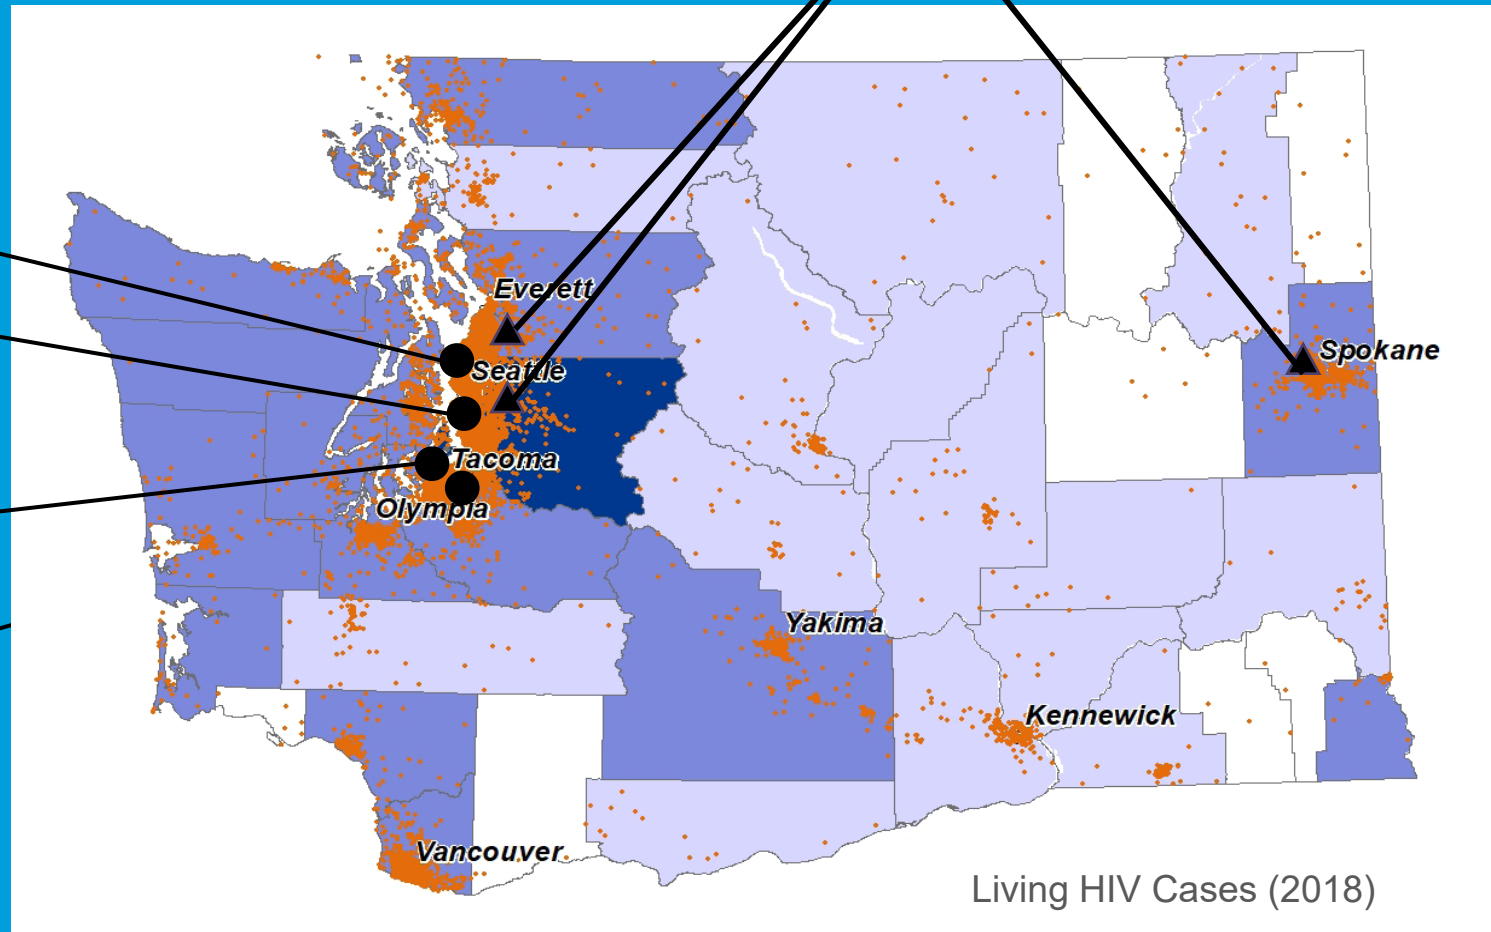 Everett
Seattle
Spokane
Tacoma
Olympia
Yakima
Kennewick
Vancouver
Living HIV Cases (2018)